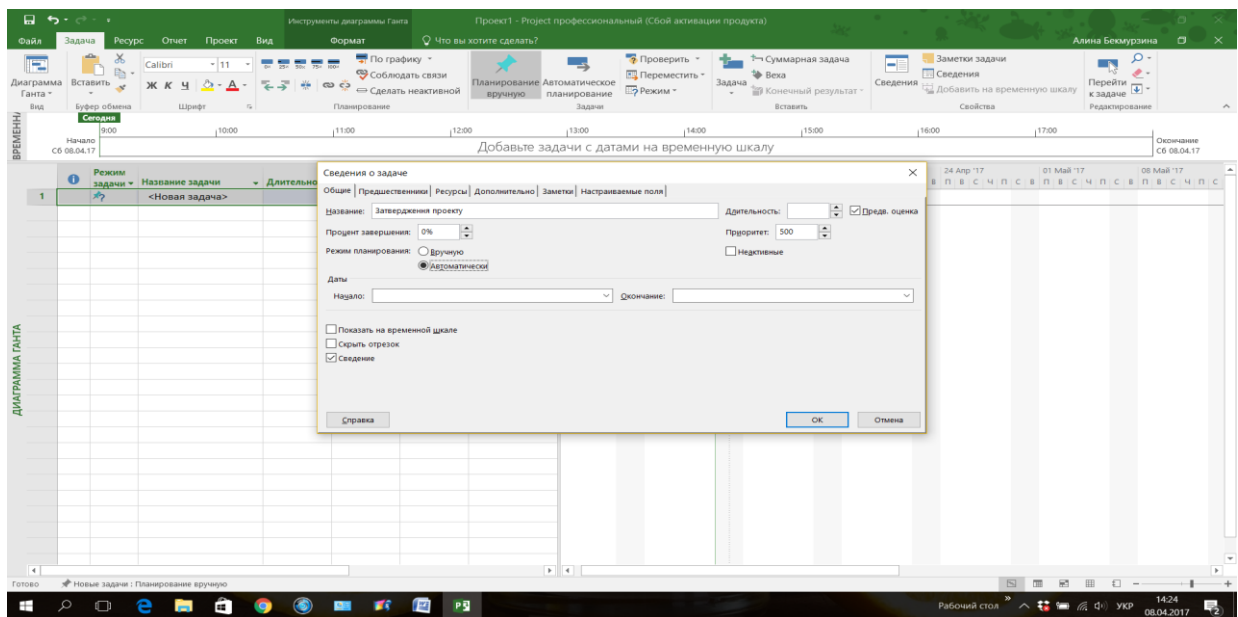 Инструменты диаграммы Ганта
Проект1 - Project профессиональный (Сбой активации продукта)
Файл Задача Ресурс Отчет Проект Вид Формат Что вы хотите сделать? Алина Бекмурзина
Диаграмма Ганта
Вид
Вставить
Буфер обмена
Calibri 11
Ж К Ч
Шрифт
0× 25× 50× 75× 100×
По графику
Соблюдать связи
Сделать неактивной
Планирование
Планирование вручную
Автоматическое планирование
Проверить
Переместить
Режим
Задачи
Задача
Суммарная задача
Веха
Конечный результат
Вставить
Сведения
Заметки задачи
Сведения
Добавить на временную шкалу
Свойства
Перейти к задаче
Редактирование
ВРЕМЕНН
Сегодня
9:00 10:00 11:00 12:00 13:00 14:00 15:00 16:00 17:00
Начало
Сб 08.04.17
Добавьте задачи с датами на временную шкалу
Окончание
Сб 08.04.17
Режим задачи
Название задачи
Длительно
24 Апр '17 01 Май '17 08 Май '17
В П В С Ч П С В П В С Ч П С В П В С Ч П С
1 <Новая задача>
ДИАГРАММА ГАНТА
Сведения о задаче
Общие Предшественники Ресурсы Дополнительно Заметки Настраиваемые поля
Название: Затвердження проекту Длительность: Предв. оценка
Процент завершения: 0% Приоритет: 500
Режим планирования: Вручную Неактивные
Автоматически
Даты
Начало: Окончание:
Показать на временной шкале
Скрыть отрезок
Сведение
Справка ОК Отмена
Готово Новые задачи : Планирование вручную
Рабочий стол » УКР 14:24
08.04.2017
2